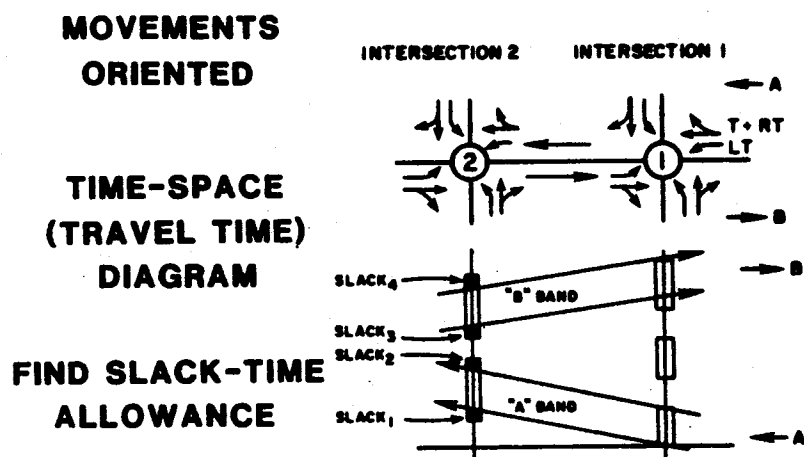 MOVEMENTS
ORIENTED
INTERSECTION 2
INTERSECTION 1
A
T + RT
LT
2
1
B
TIME-SPACE
(TRAVEL TIME)
DIAGRAM
SLACK4
"B" BAND
B
SLACK3
SLACK2
FIND SLACK-TIME
ALLOWANCE
"A" BAND
SLACK1
A